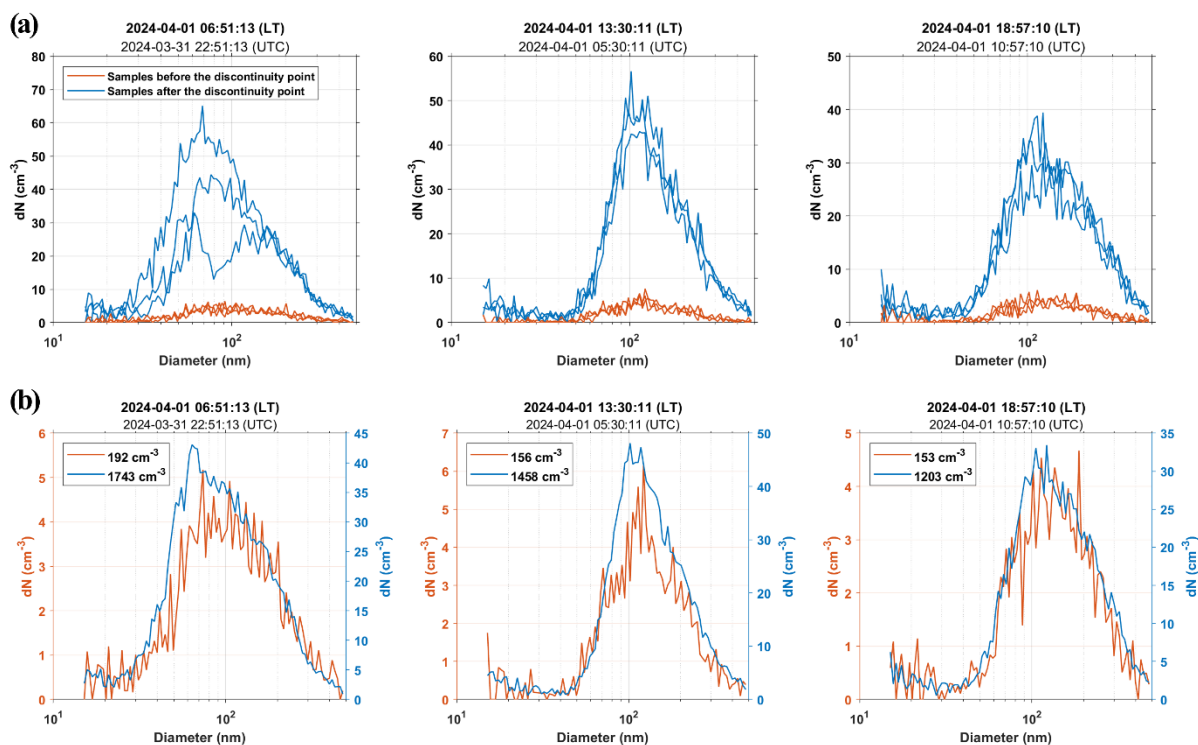 (a)
2024-04-01 06:51:13 (LT)
2024-03-31 22:51:13 (UTC)
80
70
60
50
40
30
20
10
0
dN (cm-3)
Samples before the discontinuity point
Samples after the discontinuity point
101
102
Diameter (nm)
2024-04-01 13:30:11 (LT)
2024-04-01 05:30:11 (UTC)
60
50
40
30
20
10
0
dN (cm-3)
101
102
Diameter (nm)
2024-04-01 18:57:10 (LT)
2024-04-01 10:57:10 (UTC)
50
40
30
20
10
0
dN (cm-3)
101
102
Diameter (nm)
(b)
2024-04-01 06:51:13 (LT)
2024-03-31 22:51:13 (UTC)
6
5
4
3
2
1
0
dN (cm-3)
192 cm-3
1743 cm-3
45
40
35
30
25
20
15
10
5
0
dN (cm-3)
101
102
Diameter (nm)
2024-04-01 13:30:11 (LT)
2024-04-01 05:30:11 (UTC)
7
6
5
4
3
2
1
0
dN (cm-3)
156 cm-3
1458 cm-3
50
40
30
20
10
0
dN (cm-3)
101
102
Diameter (nm)
2024-04-01 18:57:10 (LT)
2024-04-01 10:57:10 (UTC)
5
4
3
2
1
0
dN (cm-3)
153 cm-3
1203 cm-3
35
30
25
20
15
10
5
0
dN (cm-3)
101
102
Diameter (nm)